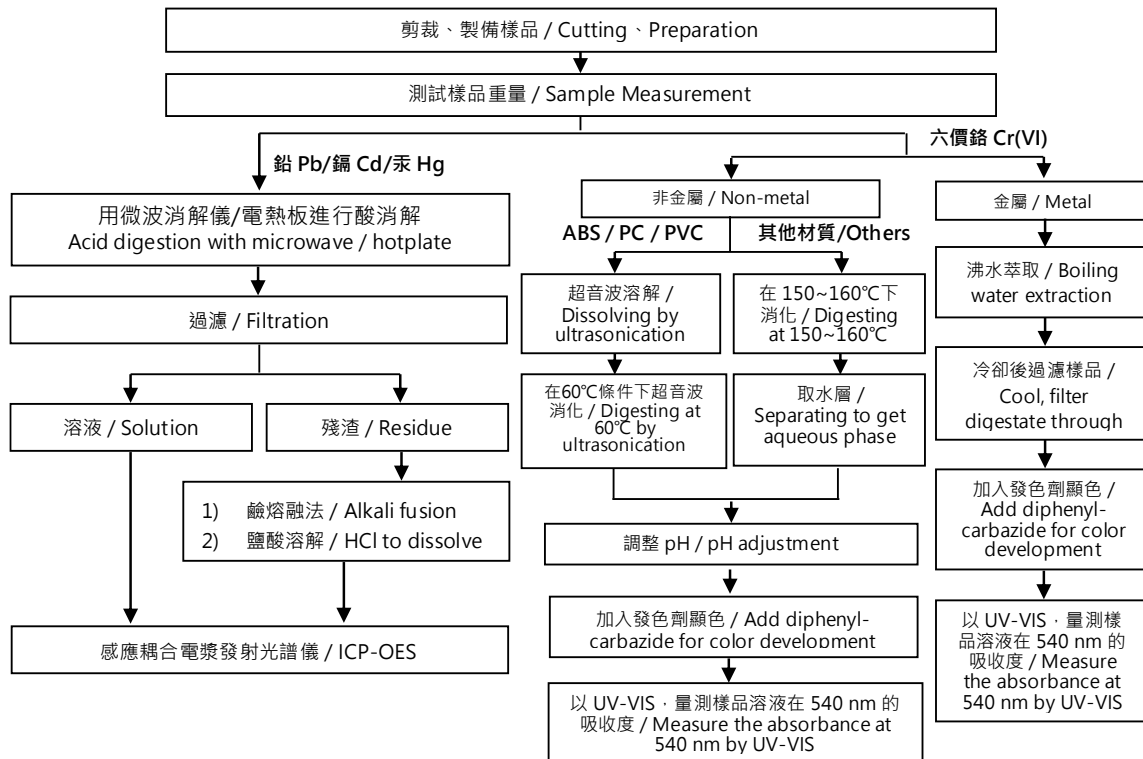 剪裁、製備樣品 / Cutting、Preparation
測試樣品重量 / Sample Measurement
鉛 Pb/鎘 Cd/汞 Hg
六價鉻 Cr(VI)
用微波消解儀/電熱板進行酸消解
Acid digestion with microwave / hotplate
過濾 / Filtration
溶液 / Solution
殘渣 / Residue
1) 鹼熔融法 / Alkali fusion
2) 鹽酸溶解 / HCl to dissolve
感應耦合電漿發射光譜儀 / ICP-OES
非金屬 / Non-metal
ABS / PC / PVC
其他材質/Others
超音波溶解 /
Dissolving by
ultrasonication
在 150~160℃下
消化 / Digesting
at 150~160℃
在60℃條件下超音波
消化 / Digesting at
60℃ by
ultrasonication
取水層 /
Separating to get
aqueous phase
調整 pH / pH adjustment
加入發色劑顯色 / Add diphenyl-
carbazide for color development
以 UV-VIS，量測樣品溶液在 540 nm 的
吸收度 / Measure the absorbance at
540 nm by UV-VIS
金屬 / Metal
沸水萃取 / Boiling
water extraction
冷卻後過濾樣品 /
Cool, filter
digestate through
加入發色劑顯色 /
Add diphenyl-
carbazide for color
development
以 UV-VIS，量測樣
品溶液在 540 nm 的
吸收度 / Measure
the absorbance at
540 nm by UV-VIS